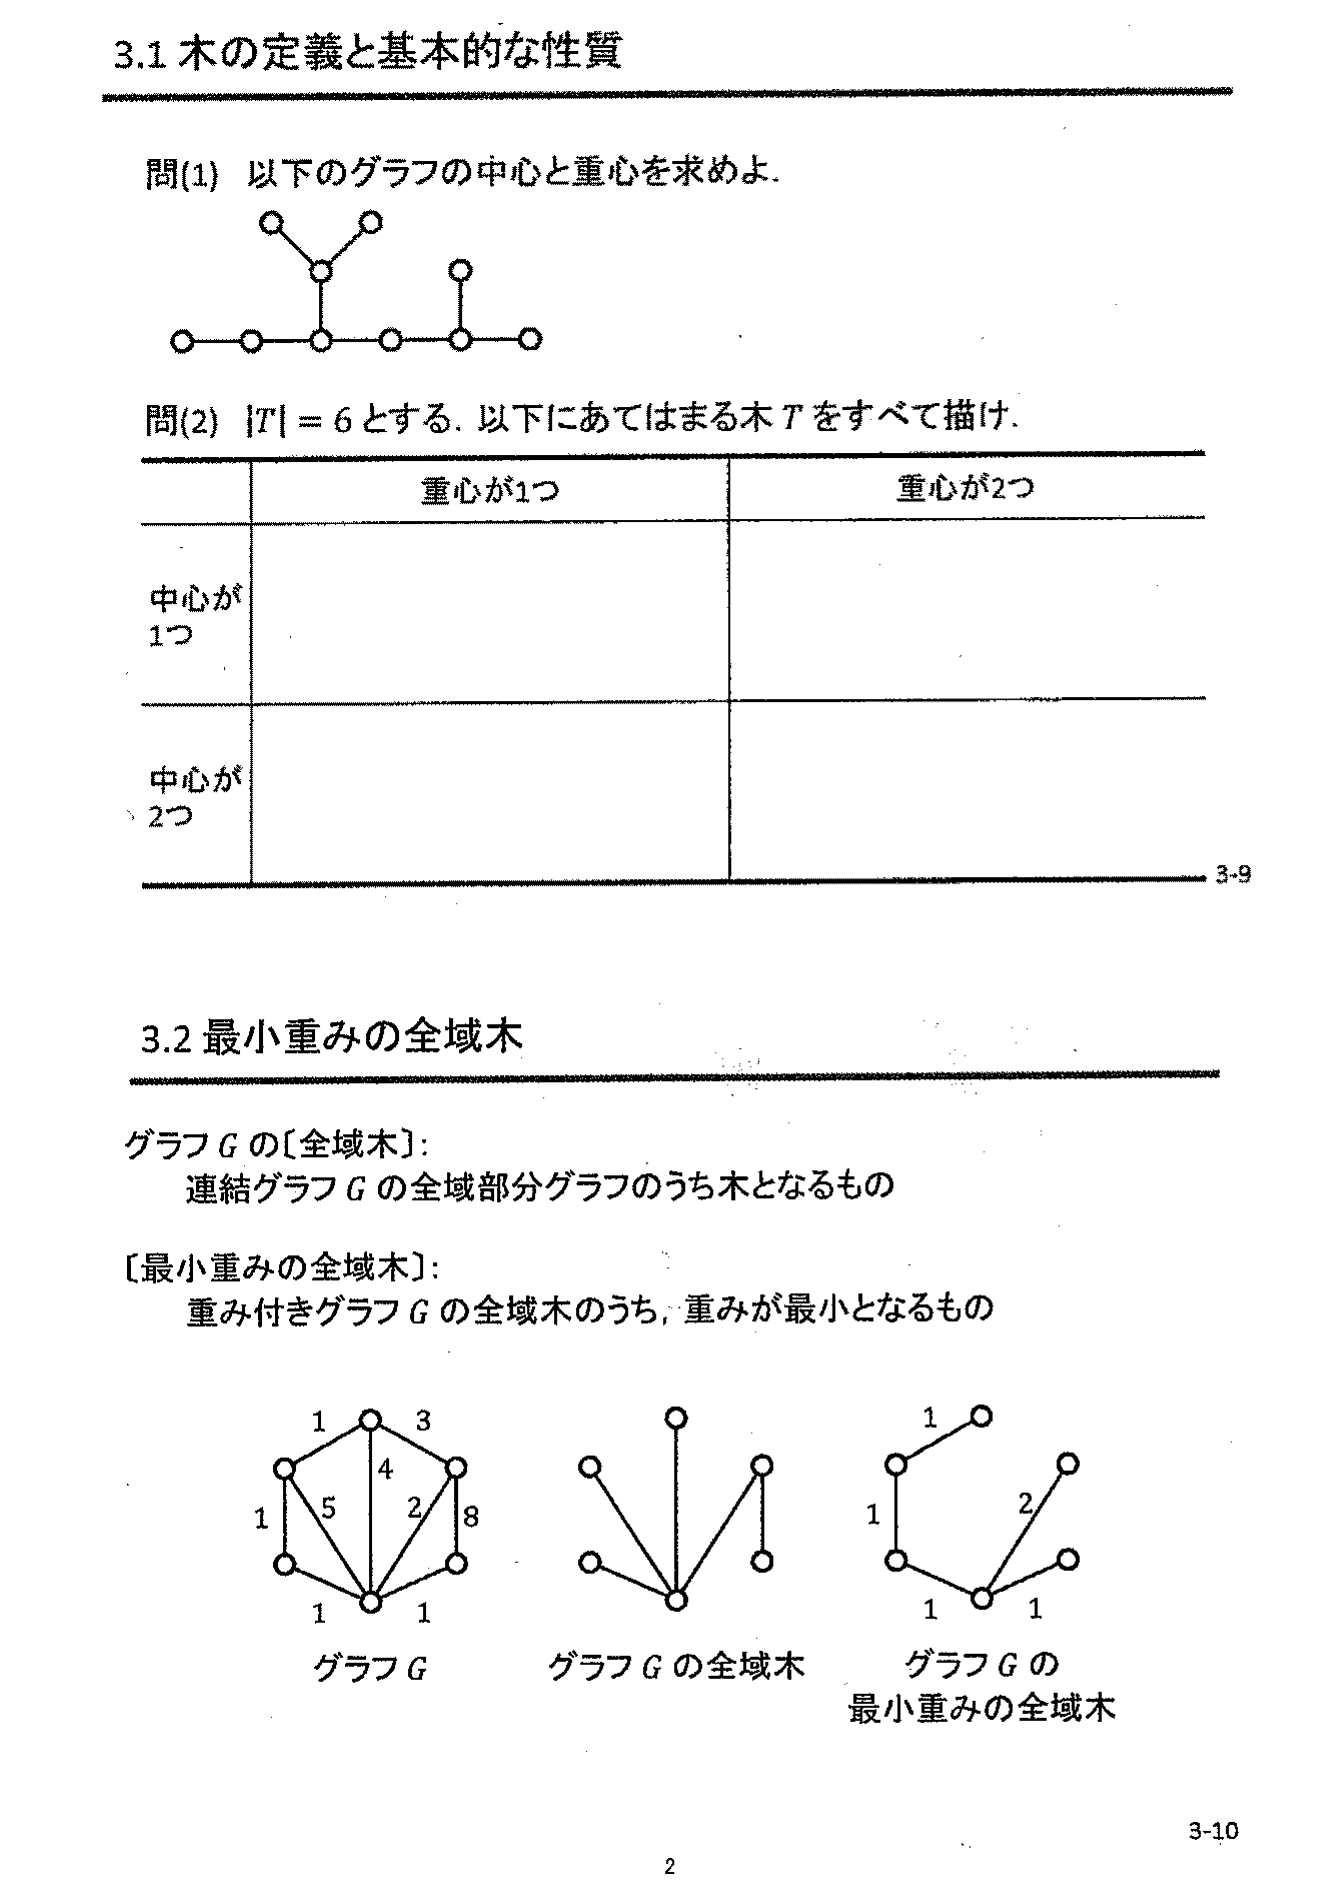 3.1 木の定義と基本的な性質
問(1) 以下のグラフの中心と重心を求めよ.
問(2) |T| = 6 とする. 以下にあてはまる木 T をすべて描け.
重心が1つ 重心が2つ
中心が
1つ
中心が
2つ
3-9
3.2 最小重みの全域木
グラフ G の〔全域木〕:
連結グラフ G の全域部分グラフのうち木となるもの
〔最小重みの全域木〕:
重み付きグラフ G の全域木のうち, 重みが最小となるもの
1 3 1
4
1 5 2 8 1 2
1 1 1 1
グラフ G グラフ G の全域木 グラフ G の
最小重みの全域木
3-10
2